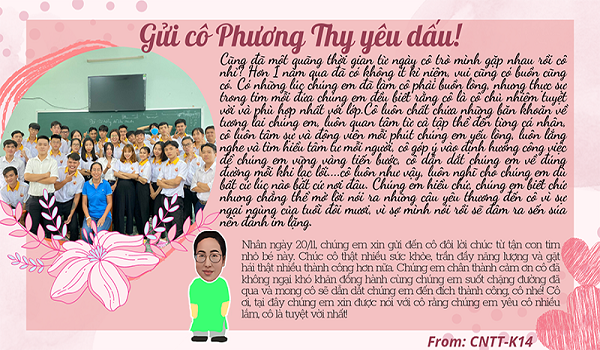 Gửi cô Phương Thy yêu dấu!
Cũng đã một quãng thời gian từ ngày cô trò mình gặp nhau rồi cô
nhỉ? Hơn 1 năm qua đã có không ít kỉ niệm, vui cũng có buồn cũng
có. Có những lúc chúng em đã làm cô phải buồn lòng, nhưng thực sự
trong tim mỗi đứa chúng em đều biết rằng cô là cô chủ nhiệm tuyệt
vời và phù hợp nhất với lớp.Cô luôn chất chứa những băn khoăn về
tương lai chúng em, luôn quan tâm từ cả tập thể đến từng cá nhân,
cô luôn tâm sự và động viên mỗi phút chúng em yếu lòng, luôn lắng
nghe và tìm hiểu tâm tư mỗi người, cô góp ý vào định hướng công việc
để chúng em vững vàng tiến bước, cô dẫn dắt chúng em về đúng
đường mỗi khi lạc lối....cô luôn như vậy, luôn nghĩ cho chúng em dù
bất cứ lúc nào bất cứ nơi đâu. Chúng em hiểu chứ, chúng em biết chứ
nhưng chẳng thể mở lời nói ra những câu yêu thương đến cô vì sự
ngại ngùng của tuổi đôi mươi, vì sợ mình nói rồi sẽ đâm ra sến súa
nên đành im lặng.
Nhân ngày 20/11, chúng em xin gửi đến cô đôi lời chúc từ tận con tim
nhỏ bé này. Chúc cô thật nhiều sức khỏe, trần đầy năng lượng và gặt
hái thật nhiều thành công hơn nữa. Chúng em chân thành cảm ơn cô đã
không ngại khó khăn đồng hành cùng chúng em suốt chặng đường đã
qua và mong cô sẽ dẫn dắt chúng em đến đích thành công, cô nhé! Cô
ơi, tại đây chúng em xin được nói với cô rằng chúng em yêu cô nhiều
lắm, cô là tuyệt vời nhất!
From: CNTT-K14